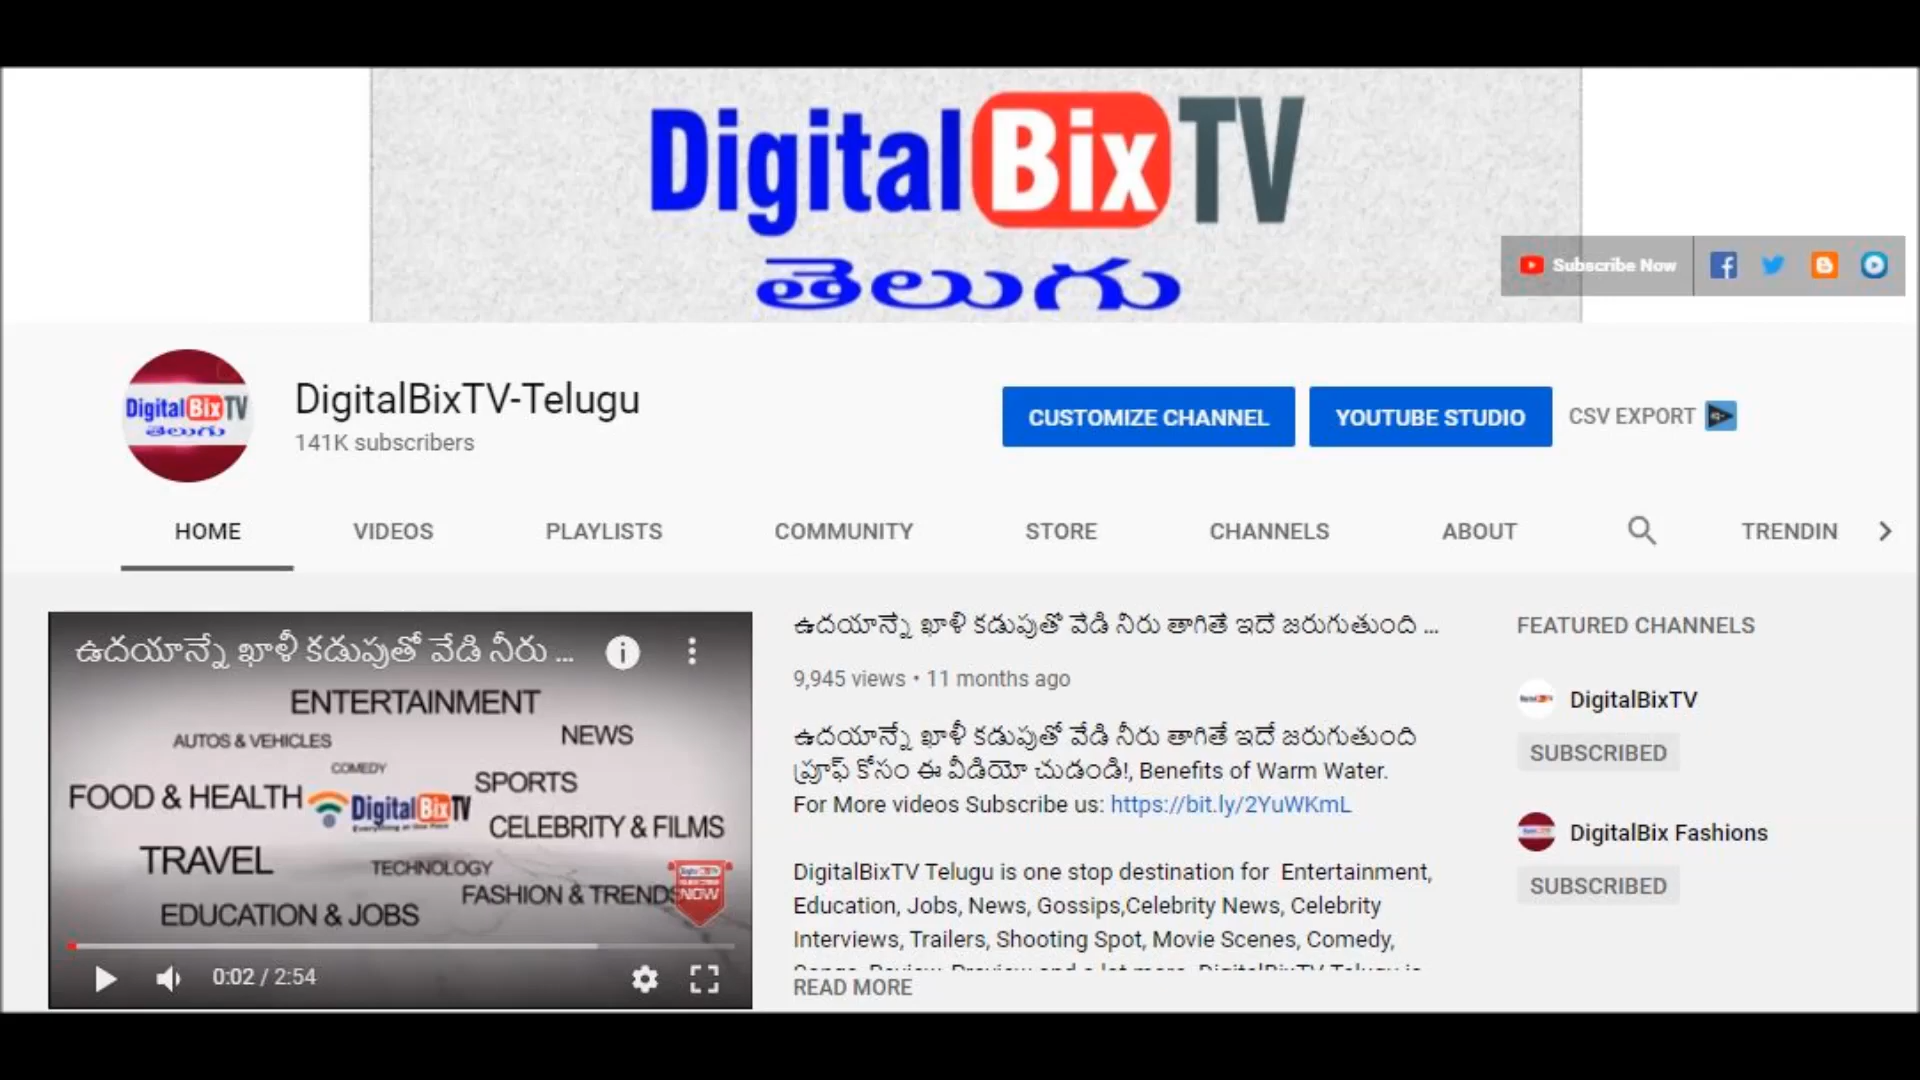 DigitalBixTV
తెలుగు
Subscribe Now
DigitalBixTV
తెలుగు
DigitalBixTV-Telugu
141K subscribers
CUSTOMIZE CHANNEL
YOUTUBE STUDIO
CSV EXPORT
HOME
VIDEOS
PLAYLISTS
COMMUNITY
STORE
CHANNELS
ABOUT
TRENDIN
ఉదయాన్నే ఖాళీ కడుపుతో వేడి నీరు ...
ENTERTAINMENT
AUTOS & VEHICLES
NEWS
COMEDY
SPORTS
FOOD & HEALTH
DigitalBixTV
CELEBRITY & FILMS
TRAVEL
TECHNOLOGY
FASHION & TRENDS
NOW
EDUCATION & JOBS
0:02 / 2:54
ఉదయాన్నే ఖాళి కడుపుతో వేడి నీరు తాగితే ఇదే జరుగుతుంది ...
9,945 views • 11 months ago
ఉదయాన్నే ఖాళీ కడుపుతో వేడి నీరు తాగితే ఇదే జరుగుతుంది
ప్రూఫ్ కోసం ఈ వీడియో చుడండి!, Benefits of Warm Water.
For More videos Subscribe us: https://bit.ly/2YuWKmL
DigitalBixTV Telugu is one stop destination for Entertainment,
Education, Jobs, News, Gossips,Celebrity News, Celebrity
Interviews, Trailers, Shooting Spot, Movie Scenes, Comedy,
READ MORE
FEATURED CHANNELS
DigitalBixTV
SUBSCRIBED
DigitalBix Fashions
SUBSCRIBED